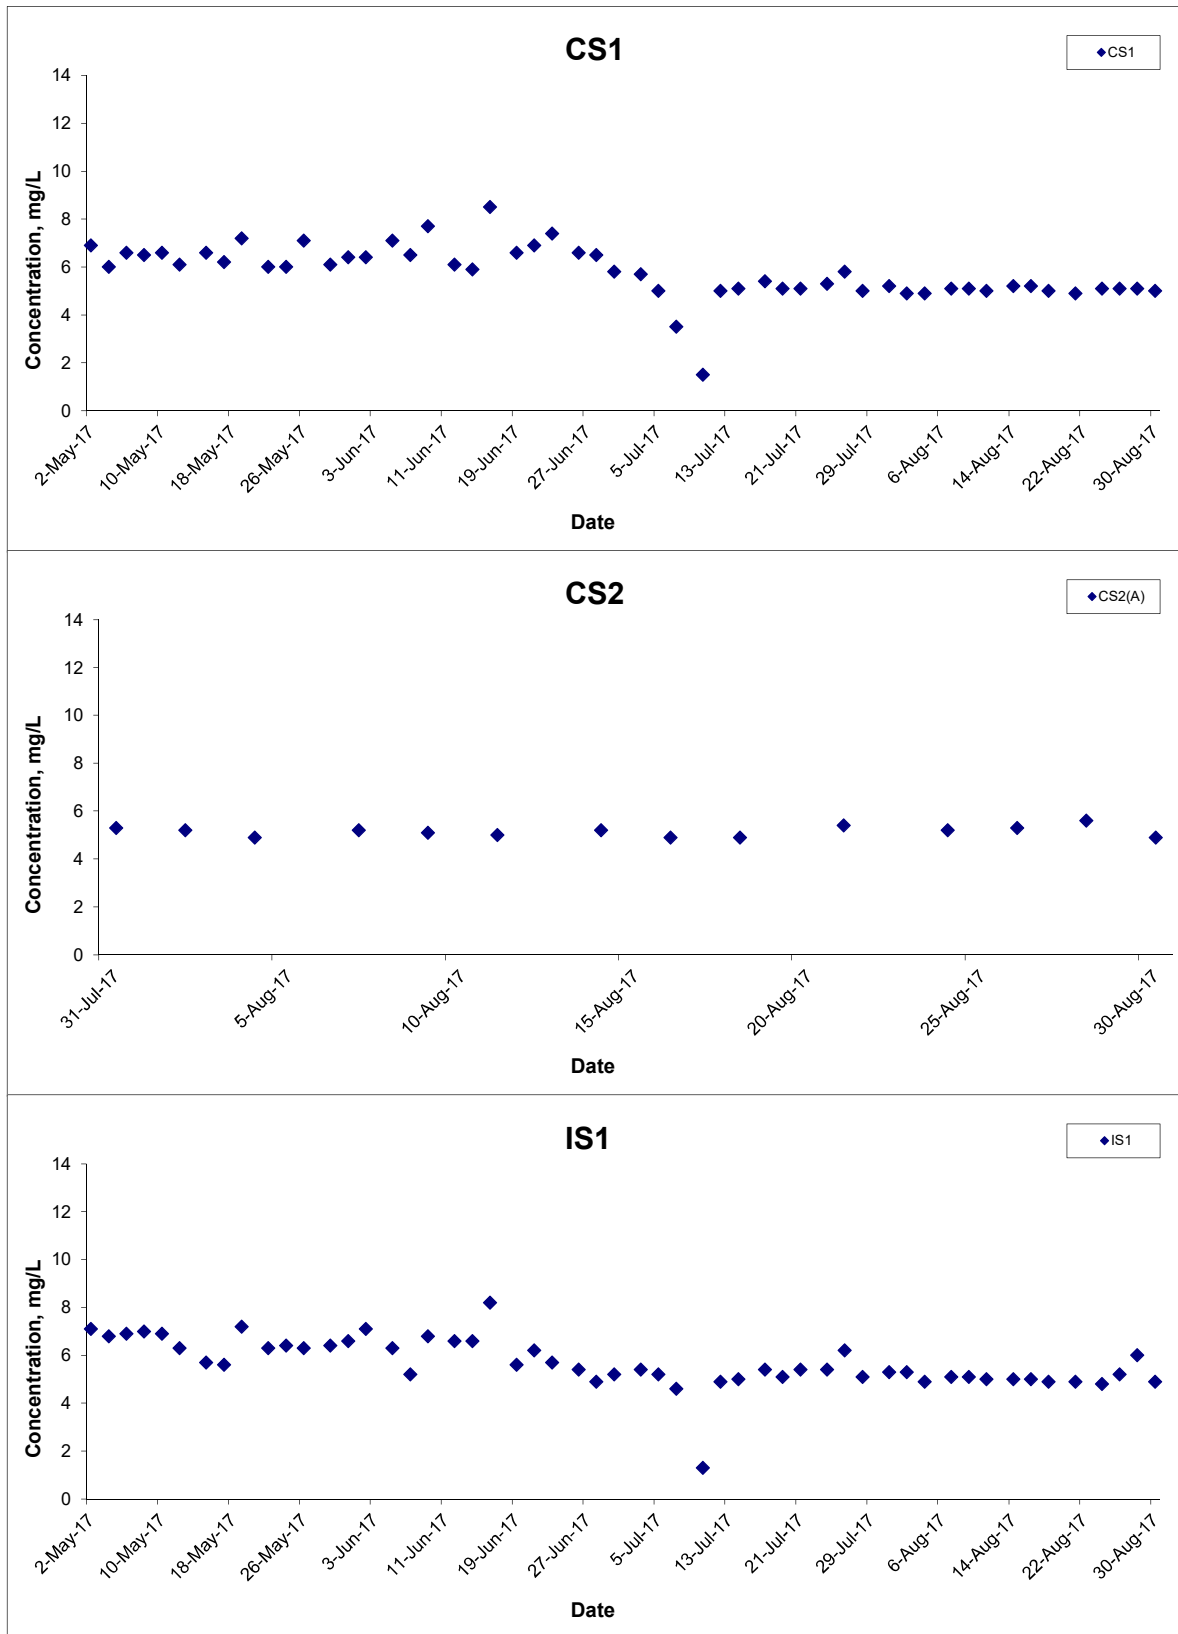 CS1
CS1
14
12
10
8
6
4
2
0
Concentration, mg/L
2-May-17
10-May-17
18-May-17
26-May-17
3-Jun-17
11-Jun-17
19-Jun-17
27-Jun-17
5-Jul-17
13-Jul-17
21-Jul-17
29-Jul-17
6-Aug-17
14-Aug-17
22-Aug-17
30-Aug-17
Date
CS2
CS2(A)
14
12
10
8
6
4
2
0
Concentration, mg/L
31-Jul-17
5-Aug-17
10-Aug-17
15-Aug-17
20-Aug-17
25-Aug-17
30-Aug-17
Date
IS1
IS1
14
12
10
8
6
4
2
0
Concentration, mg/L
2-May-17
10-May-17
18-May-17
26-May-17
3-Jun-17
11-Jun-17
19-Jun-17
27-Jun-17
5-Jul-17
13-Jul-17
21-Jul-17
29-Jul-17
6-Aug-17
14-Aug-17
22-Aug-17
30-Aug-17
Date